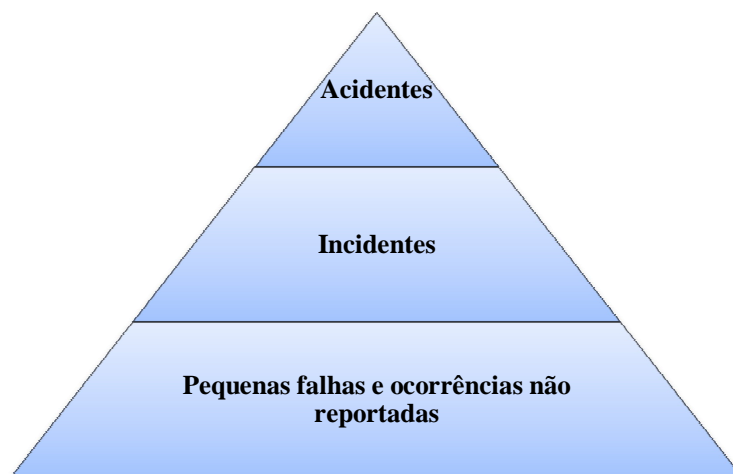 Acidentes
Incidentes
Pequenas falhas e ocorrências não
reportadas